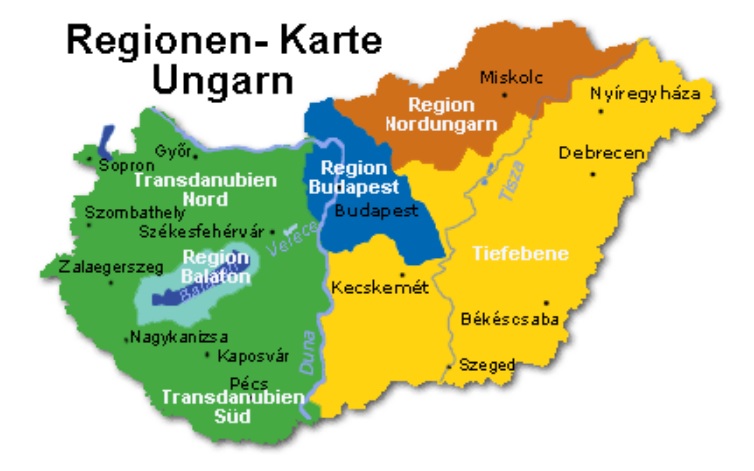 Regionen- Karte
Ungarn
Miskolc
Region
Nordungarn
Nyíregyháza
Győr
Sopron
Debrecen
Region
Budapest
Transdanubien
Nord
Tisza
Szombathely
Budapest
Székesfehérvár
Velece
Tiefebene
Zalaegerszeg
Region
Balaton
Balaton
Kecskemét
Békéscsaba
Nagykanizsa
Kaposvár
Duna
Szeged
Pécs
Transdanubien
Süd